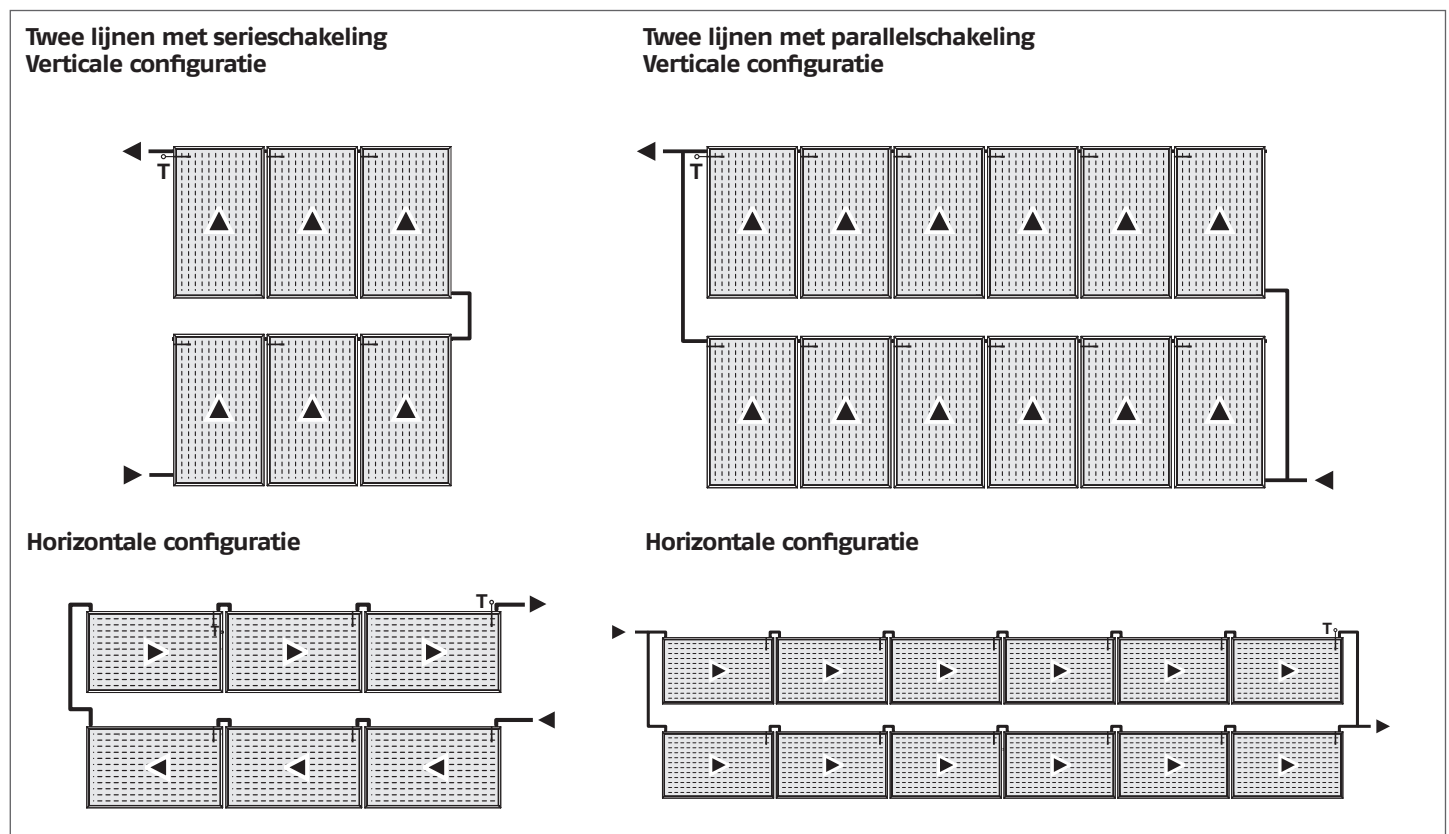 Twee lijnen met serieschakeling
Verticale configuratie
Twee lijnen met parallelschakeling
Verticale configuratie
T
T
Horizontale configuratie
Horizontale configuratie
T
T
T